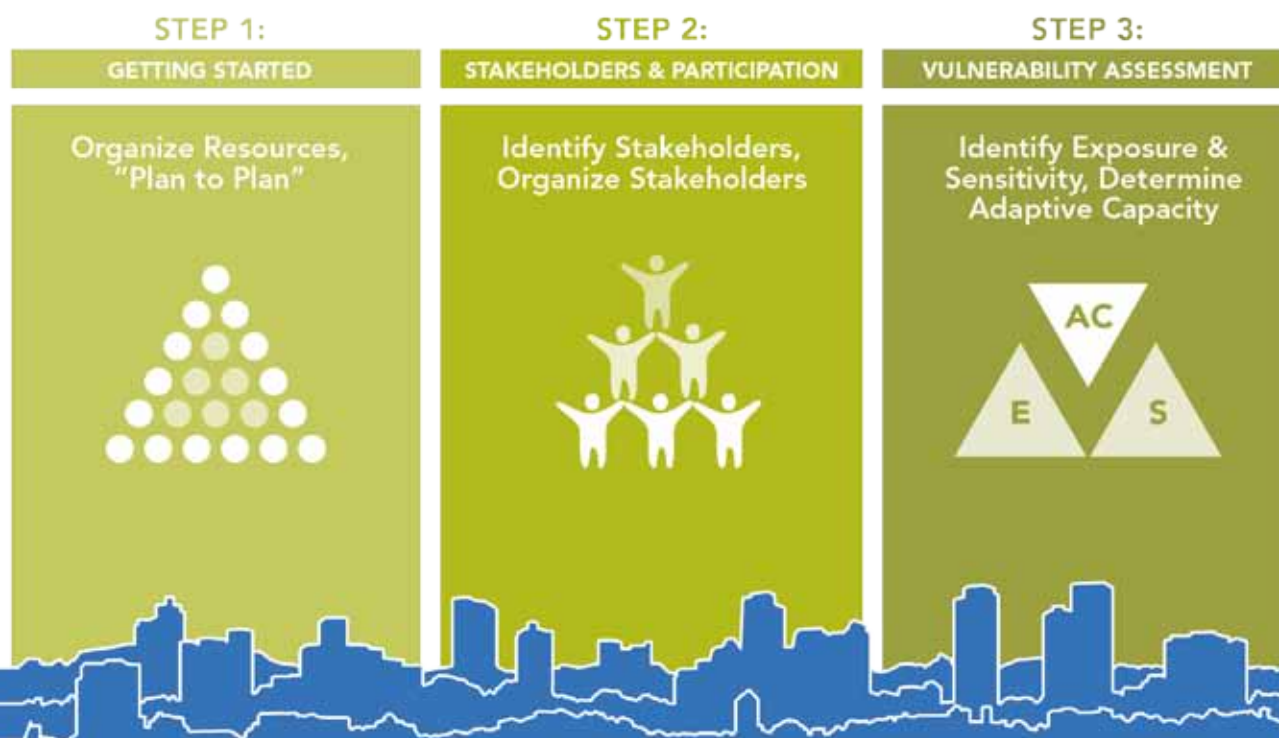 STEP 1:
GETTING STARTED
Organize Resources,
"Plan to Plan"
STEP 2:
STAKEHOLDERS & PARTICIPATION
Identify Stakeholders,
Organize Stakeholders
STEP 3:
VULNERABILITY ASSESSMENT
Identify Exposure &
Sensitivity, Determine
Adaptive Capacity
AC
E
S